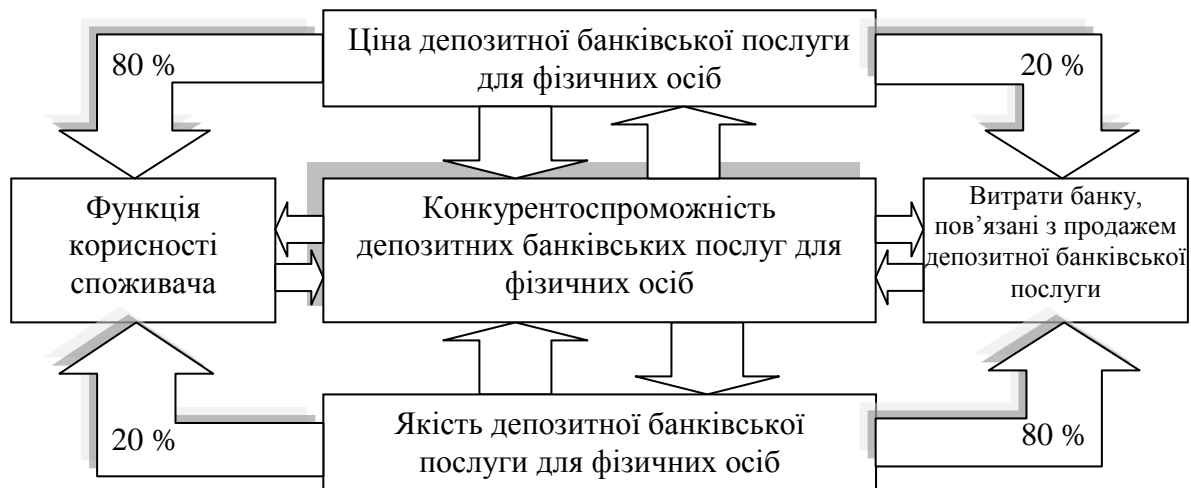 Ціна депозитної банківської послуги
для фізичних осіб
80 %
20 %
Функція
корисності
споживача
Конкурентоспроможність
депозитних банківських послуг для
фізичних осіб
Витрати банку,
пов’язані з продажем
депозитної банківської
послуги
Якість депозитної банківської
послуги для фізичних осіб
20 %
80 %